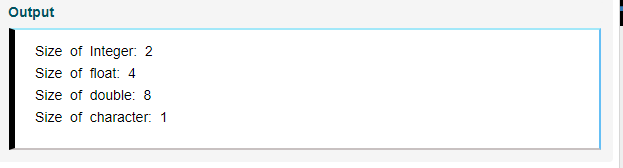 Output
Size of Integer: 2
Size of float: 4
Size of double: 8
Size of character: 1